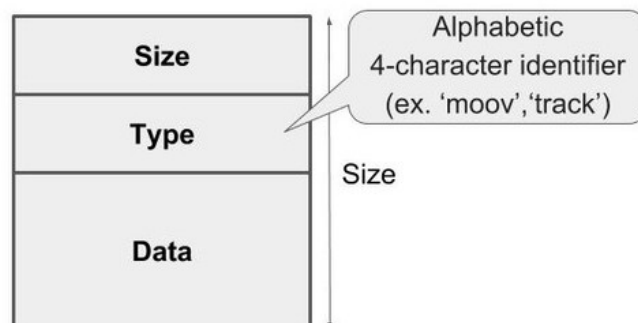 Size
Type
Data
Size
Alphabetic
4-character identifier
(ex. ‘moov’,‘track’)